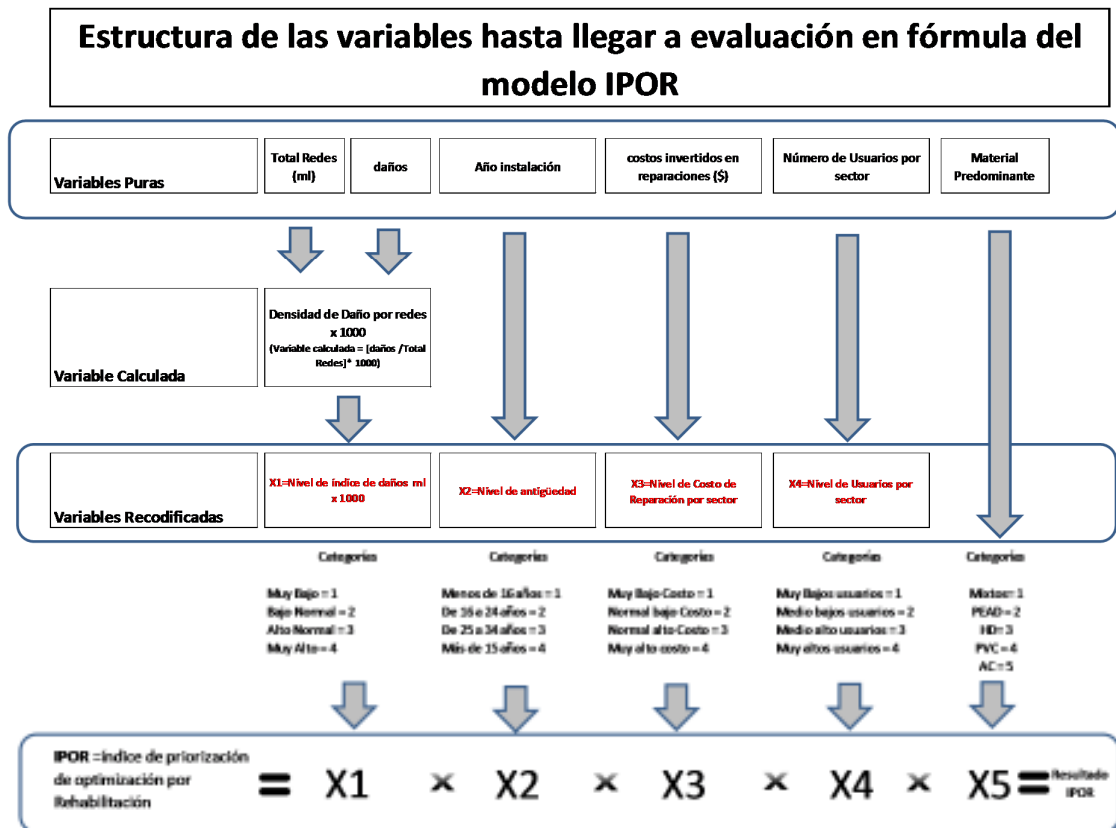 Estructura de las variables hasta llegar a evaluación en fórmula del
modelo IPOR
Variables Puras
Total Redes
(ml)
daños
Año instalación
costos invertidos en
reparaciones ($)
Número de Usuarios por
sector
Material
Predominante
Variable Calculada
Densidad de Daño por redes
x 1000
(Variable calculada = [daños /Total
Redes]* 1000)
Variables Recodificadas
X1=Nivel de índice de daños ml
x 1000
X2=Nivel de antigüedad
X3=Nivel de Costo de
Reparación por sector
X4=Nivel de Usuarios por
sector
Categorías
Muy Bajo = 1
Bajo Normal = 2
Alto Normal = 3
Muy Alto = 4
Categorías
Menos de 16 años = 1
De 16 a 24 años = 2
De 25 a 34 años = 3
Más de 15 años = 4
Categorías
Muy Bajo Costo = 1
Normal bajo Costo = 2
Normal alto Costo = 3
Muy alto costo = 4
Categorías
Muy Bajos usuarios = 1
Medio bajos usuarios = 2
Medio alto usuarios = 3
Muy altos usuarios = 4
Categorías
Mixtos= 1
PEAD = 2
HD= 3
PVC = 4
AC = 5
IPOR =índice de priorización
de optimización por
Rehabilitación
= X1 x X2 x X3 x X4 x X5 = Resultado
IPOR